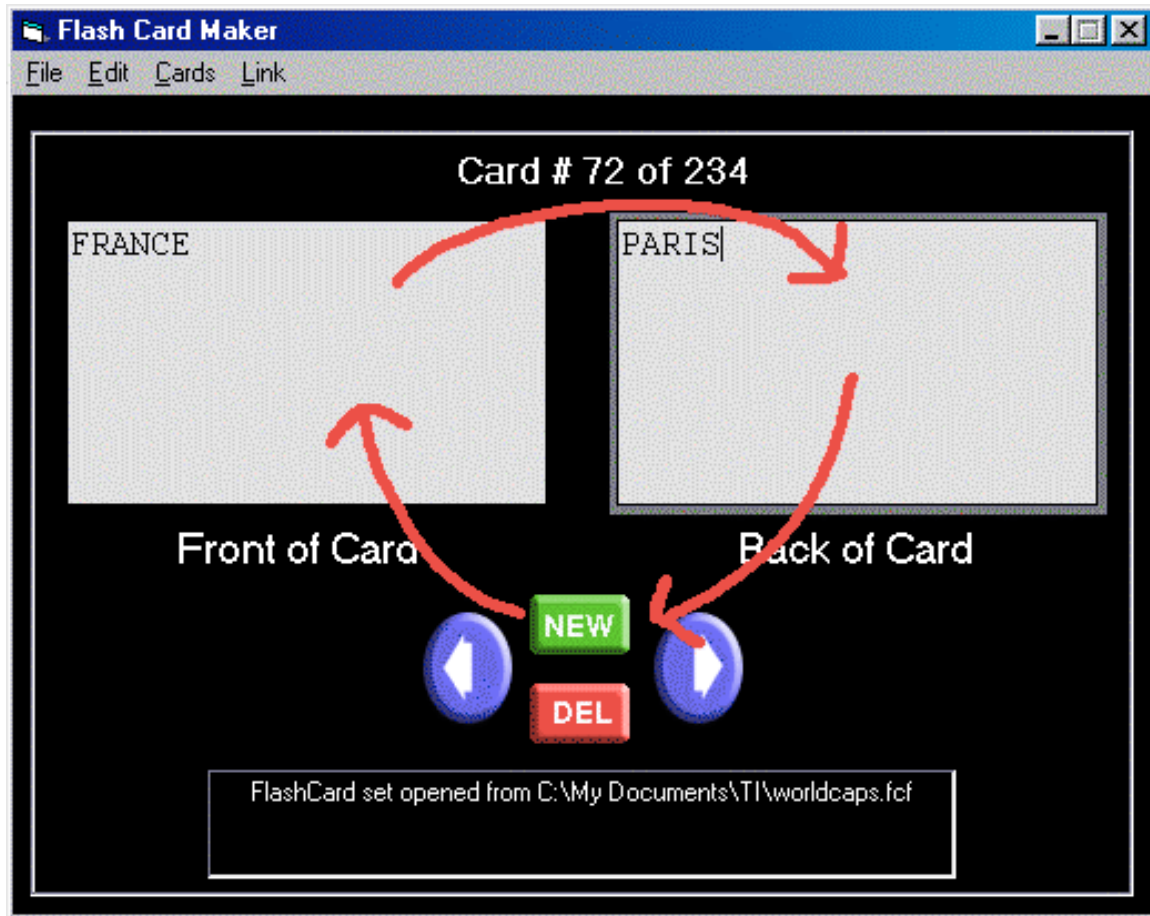 Flash Card Maker
File Edit Cards Link
Card # 72 of 234
FRANCE
PARIS
Front of Card
Back of Card
NEW
DEL
FlashCard set opened from C:\My Documents\TI\worldcaps.fcf